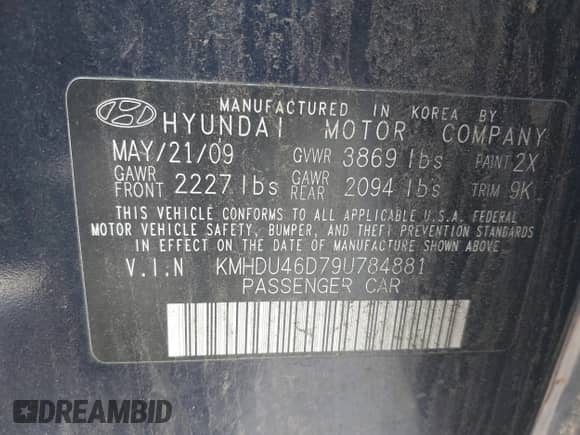 MANUFACTURED IN KOREA BY
HYUNDAI MOTOR COMPANY
MAY/21/09 GVWR 3869 lbs PAINT 2X
GAWR FRONT 2227 lbs GAWR REAR 2094 lbs TRIM 9K
THIS VEHICLE CONFORMS TO ALL APPLICABLE U.S.A. FEDERAL
MOTOR VEHICLE SAFETY, BUMPER, AND THEFT PREVENTION STANDARDS
IN EFFECT ON THE DATE OF MANUFACTURE SHOWN ABOVE.
V.I.N KMHDU46D79U784881
PASSENGER CAR
DREAMBID